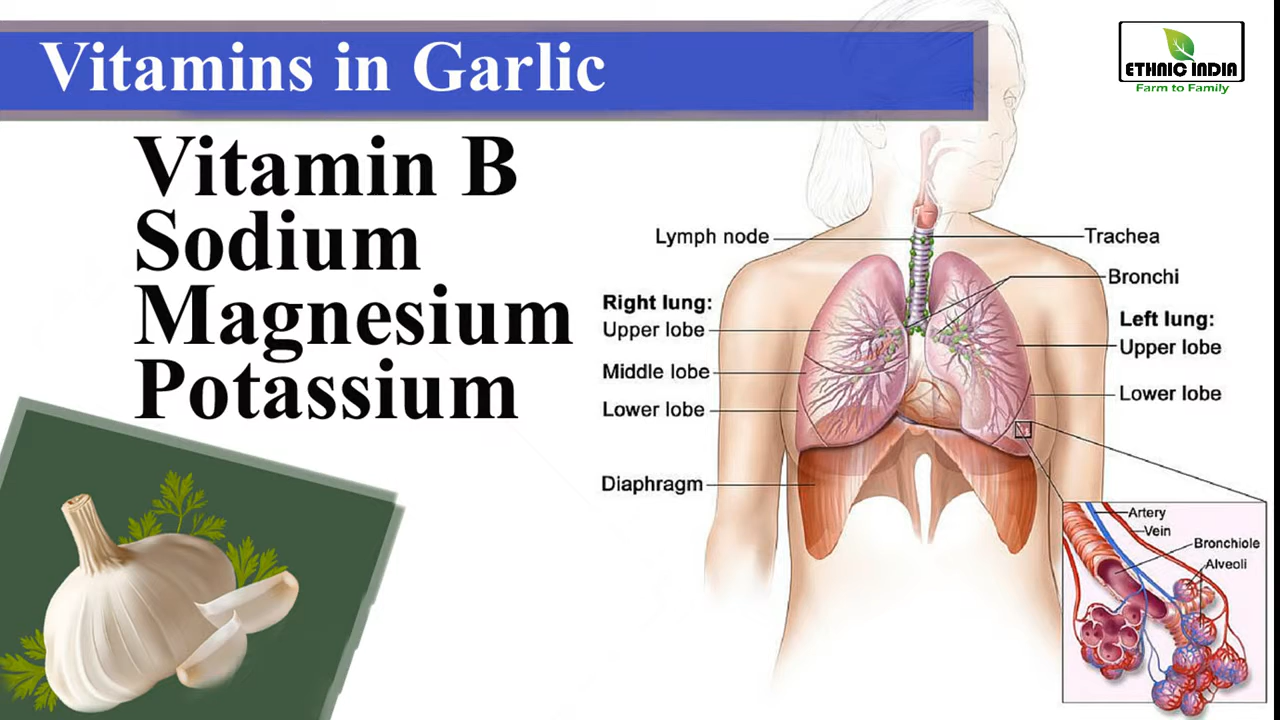 Vitamins in Garlic
ETHNIC INDIA
Farm to Family
Vitamin B
Sodium
Magnesium
Potassium
Lymph node
Trachea
Bronchi
Right lung:
Upper lobe
Middle lobe
Lower lobe
Diaphragm
Left lung:
Upper lobe
Lower lobe
Artery
Vein
Bronchiole
Alveoli